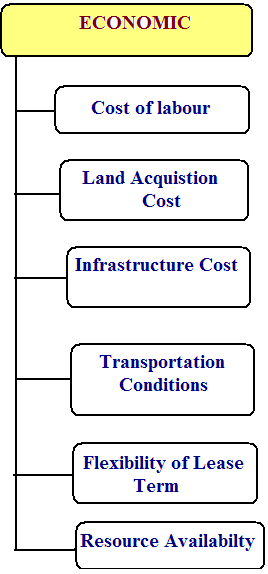 ECONOMIC
Cost of labour
Land Acquistion
Cost
Infrastructure Cost
Transportation
Conditions
Flexibility of Lease
Term
Resource Availabilty